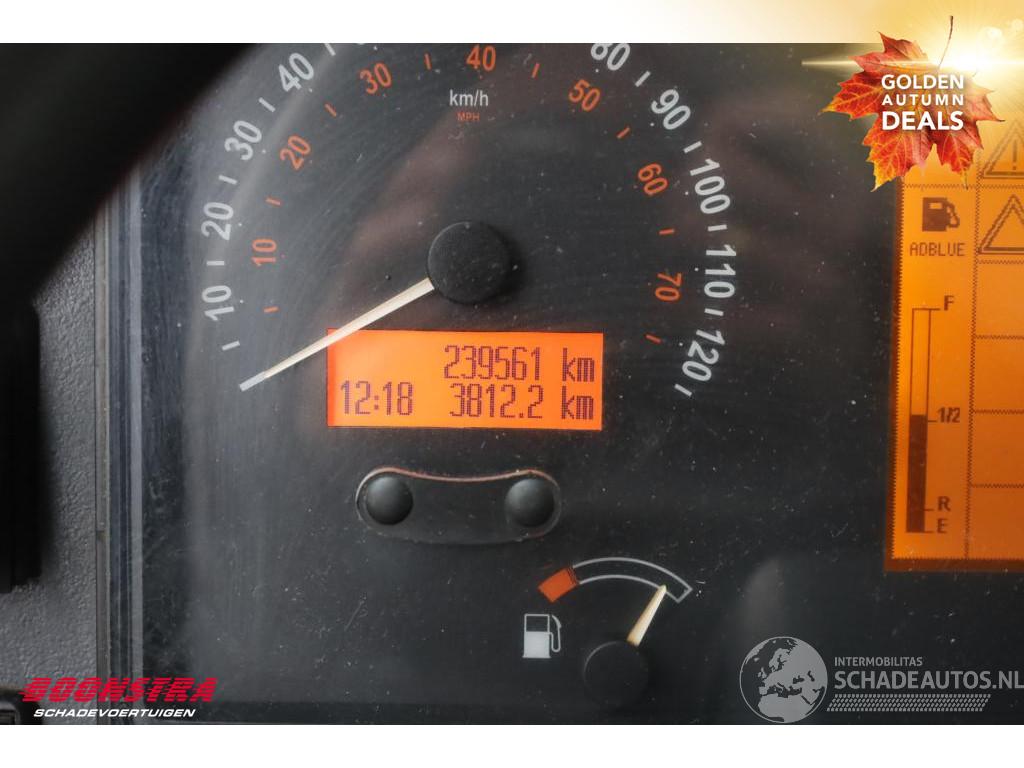 GOLDEN
AUTUMN
DEALS
40
80
30
40
50
90
km/h
MPH
30
20
60
100
20
10
70
110
10
120
ADBLUE
F
1/2
R
E
239561 km
12:18 3812.2 km
BOONSTRA
SCHADEVOERTUIGEN
INTERMOBILITAS
SCHADEAUTOS.NL